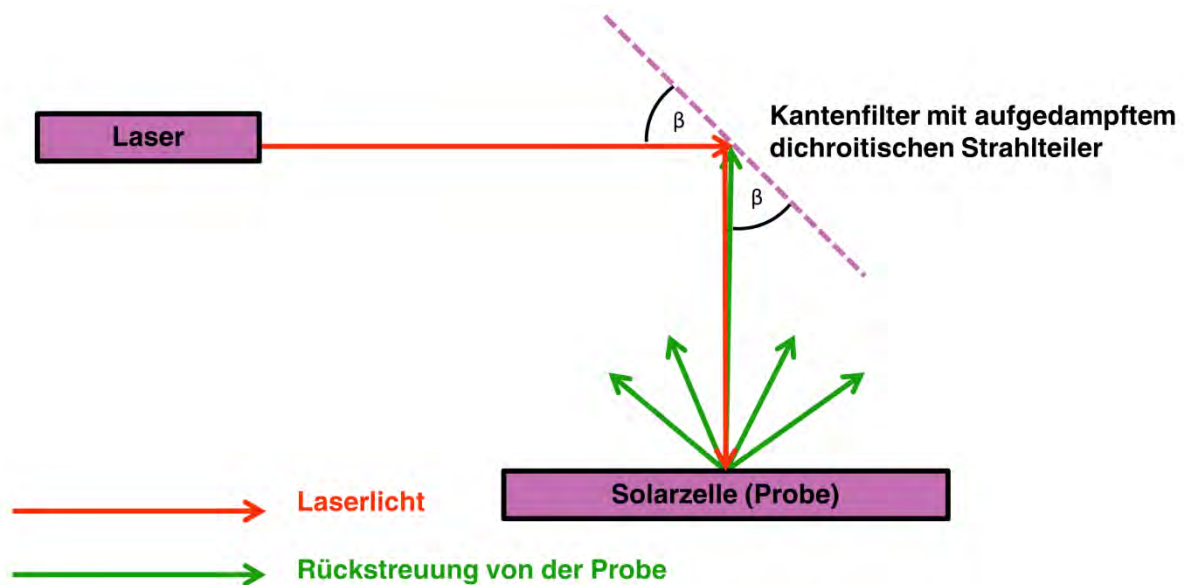 Laser
β
Kantenfilter mit aufgedampftem
dichroitischen Strahlteiler
β
Solarzelle (Probe)
Laserlicht
Rückstreuung von der Probe